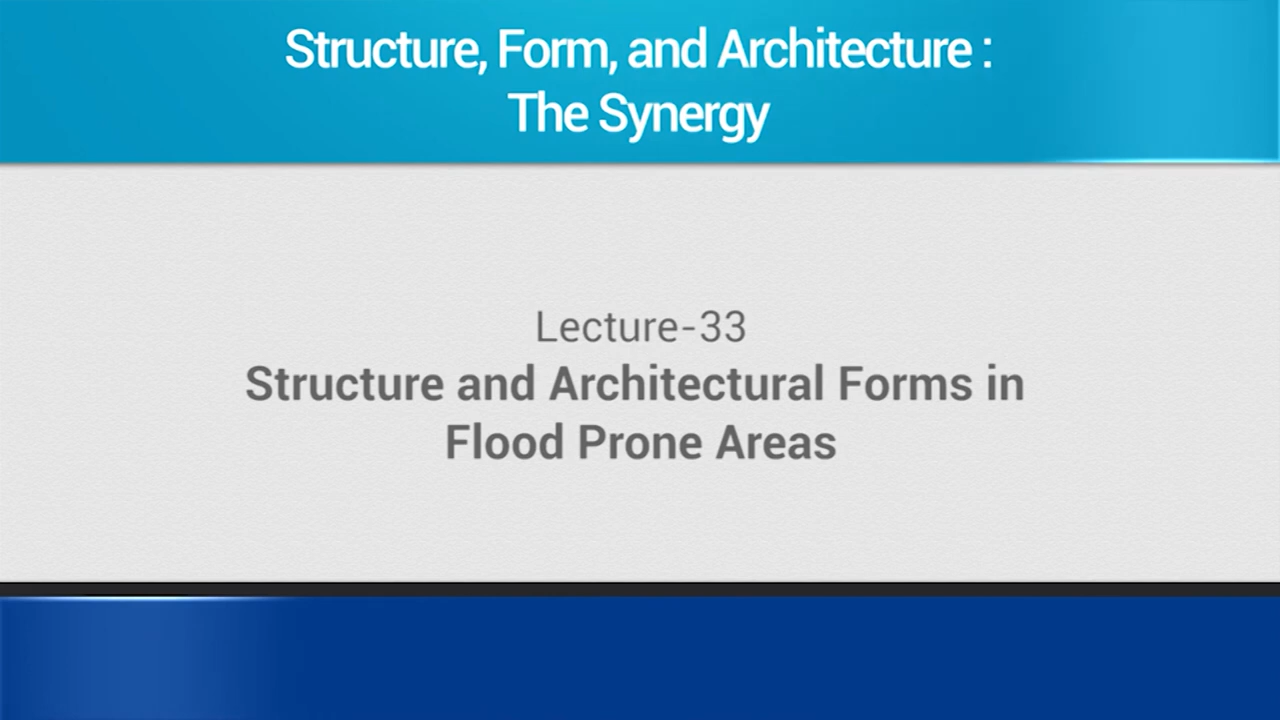 Structure, Form, and Architecture :
The Synergy
Lecture-33
Structure and Architectural Forms in
Flood Prone Areas